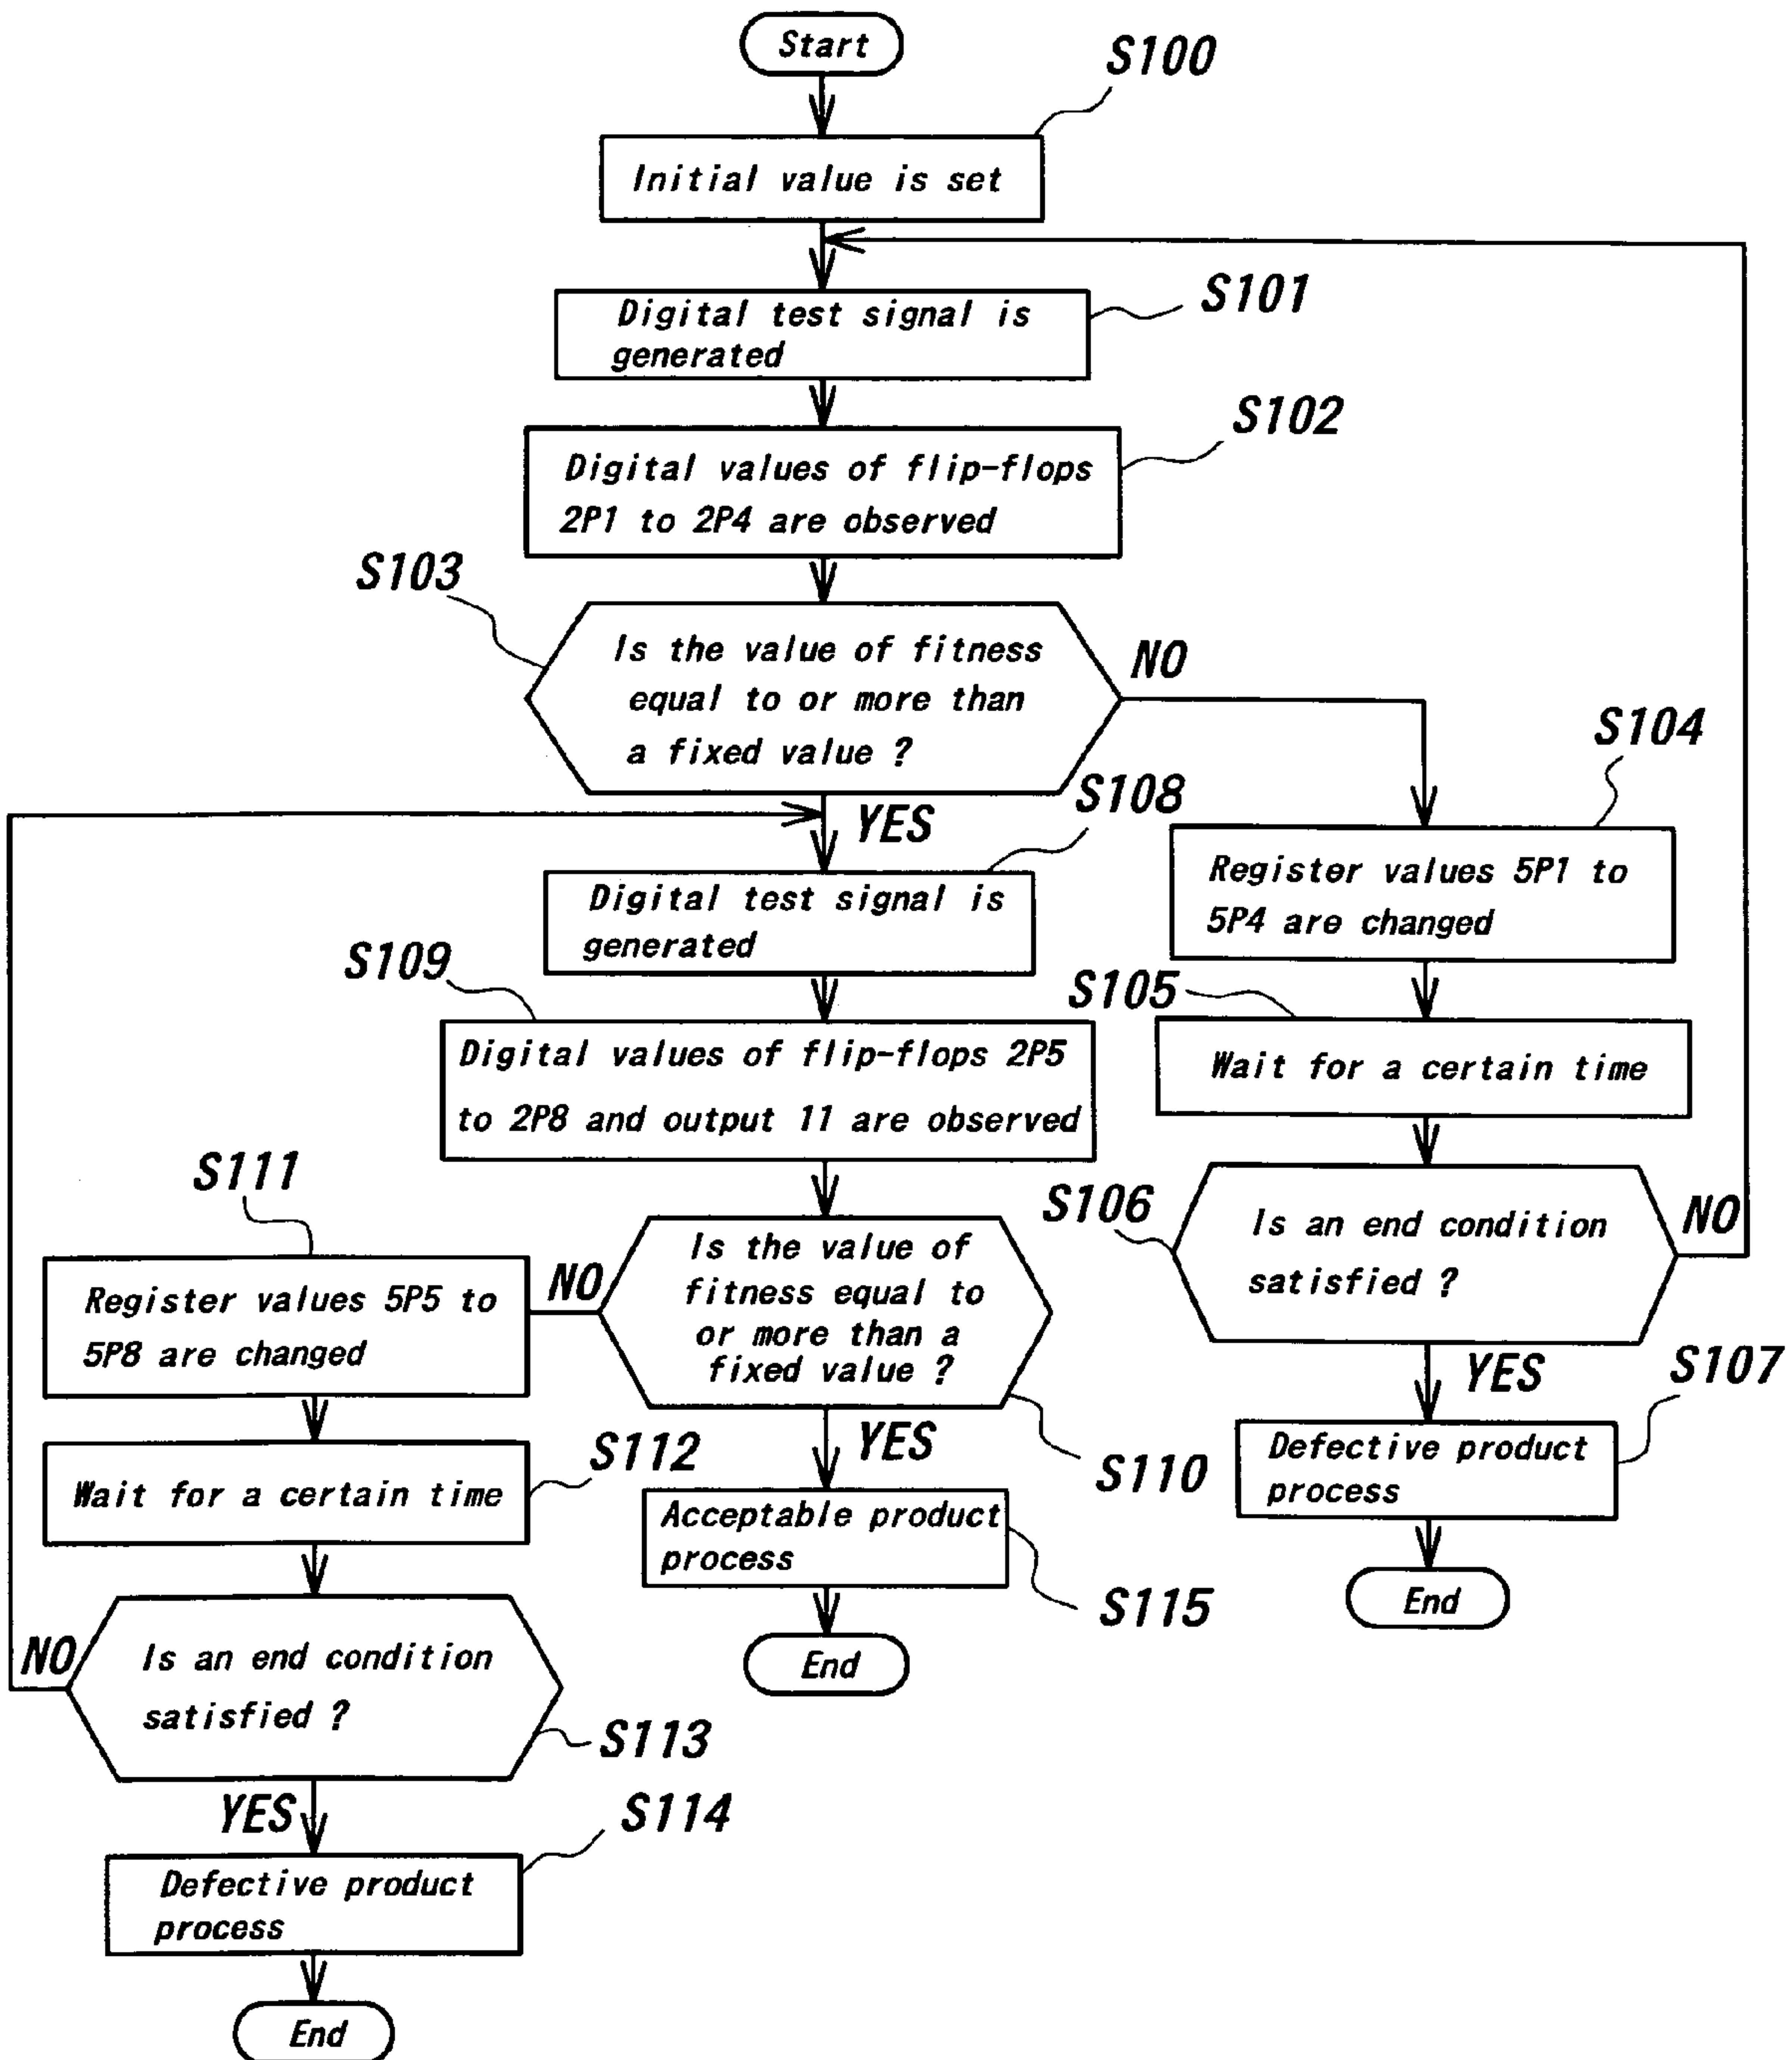 Start
S100
Initial value is set
S101
Digital test signal is
generated
S102
Digital values of flip-flops
2P1 to 2P4 are observed
S103
Is the value of fitness
equal to or more than
a fixed value ?
NO
YES
S104
Register values 5P1 to
5P4 are changed
S105
Wait for a certain time
S106
Is an end condition
satisfied ?
NO
YES
S107
Defective product
process
End
S108
Digital test signal is
generated
S109
Digital values of flip-flops 2P5
to 2P8 and output 11 are observed
S110
Is the value of
fitness equal to
or more than a
fixed value ?
NO
YES
S111
Register values 5P5 to
5P8 are changed
S112
Wait for a certain time
S113
Is an end condition
satisfied ?
NO
YES
S114
Defective product
process
End
S115
Acceptable product
process
End